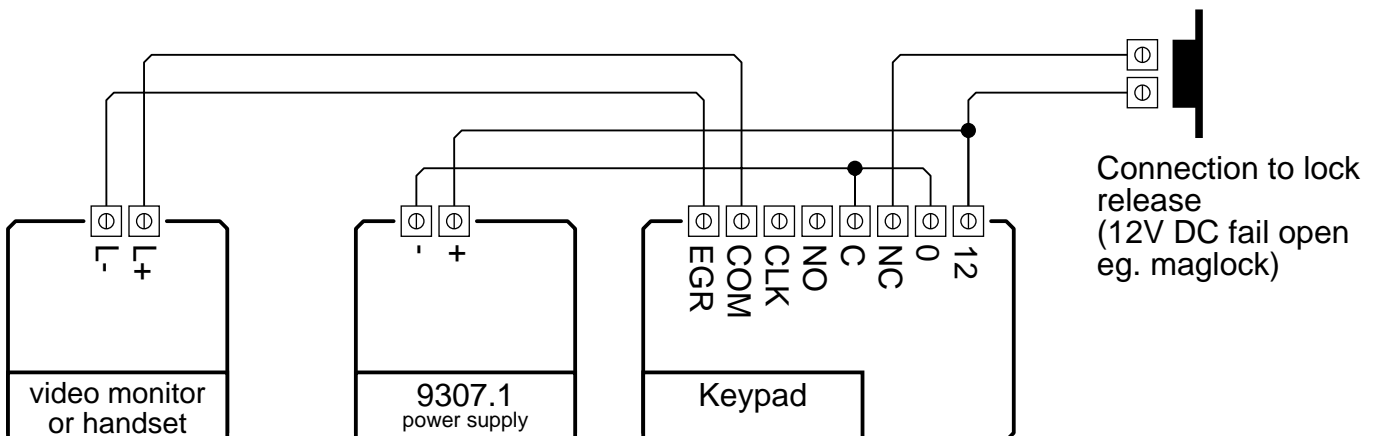 Connection to lock
release
(12V DC fail open
eg. maglock)
L-
L+
-
+
EGR
COM
CLK
NO
C
NC
0
12
video monitor
or handset
9307.1
power supply
Keypad